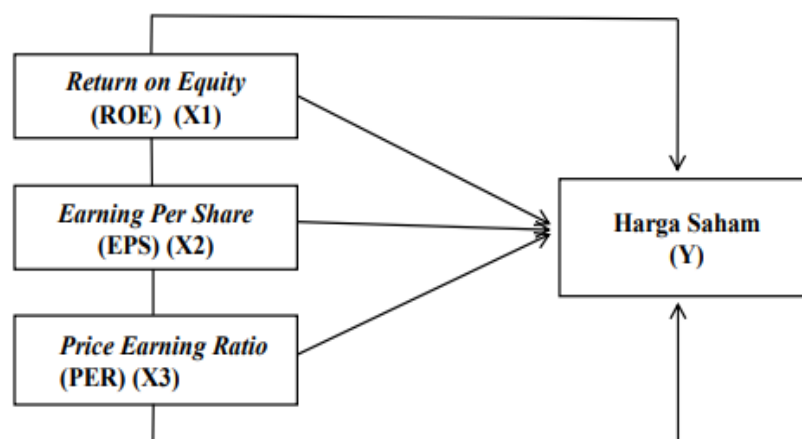 Return on Equity
(ROE) (X1)
Earning Per Share
(EPS) (X2)
Price Earning Ratio
(PER) (X3)
Harga Saham
(Y)